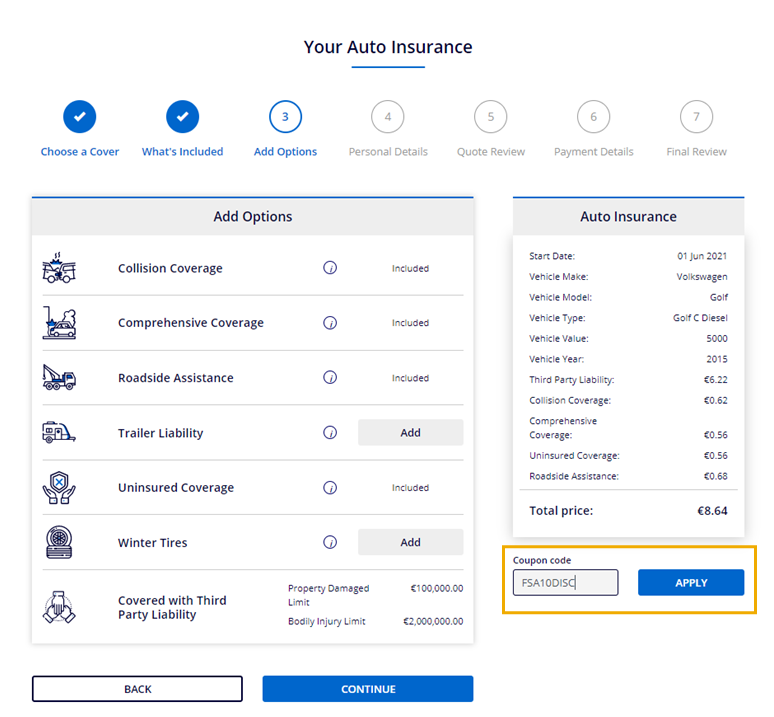 Your Auto Insurance
3
4
5
6
7
Choose a Cover
What's Included
Add Options
Personal Details
Quote Review
Payment Details
Final Review
Add Options
Collision Coverage
i
Included
Comprehensive Coverage
i
Included
Roadside Assistance
i
Included
Trailer Liability
i
Add
Uninsured Coverage
i
Included
Winter Tires
i
Add
Covered with Third
Party Liability
Property Damaged
Limit
€100,000.00
Bodily Injury Limit
€2,000,000.00
Auto Insurance
Start Date: 01 Jun 2021
Vehicle Make: Volkswagen
Vehicle Model: Golf
Vehicle Type: Golf C Diesel
Vehicle Value: 5000
Vehicle Year: 2015
Third Party Liability: €6.22
Collision Coverage: €0.62
Comprehensive
Coverage: €0.56
Uninsured Coverage: €0.56
Roadside Assistance: €0.68
Total price: €8.64
Coupon code
FSA10DISC
APPLY
BACK
CONTINUE